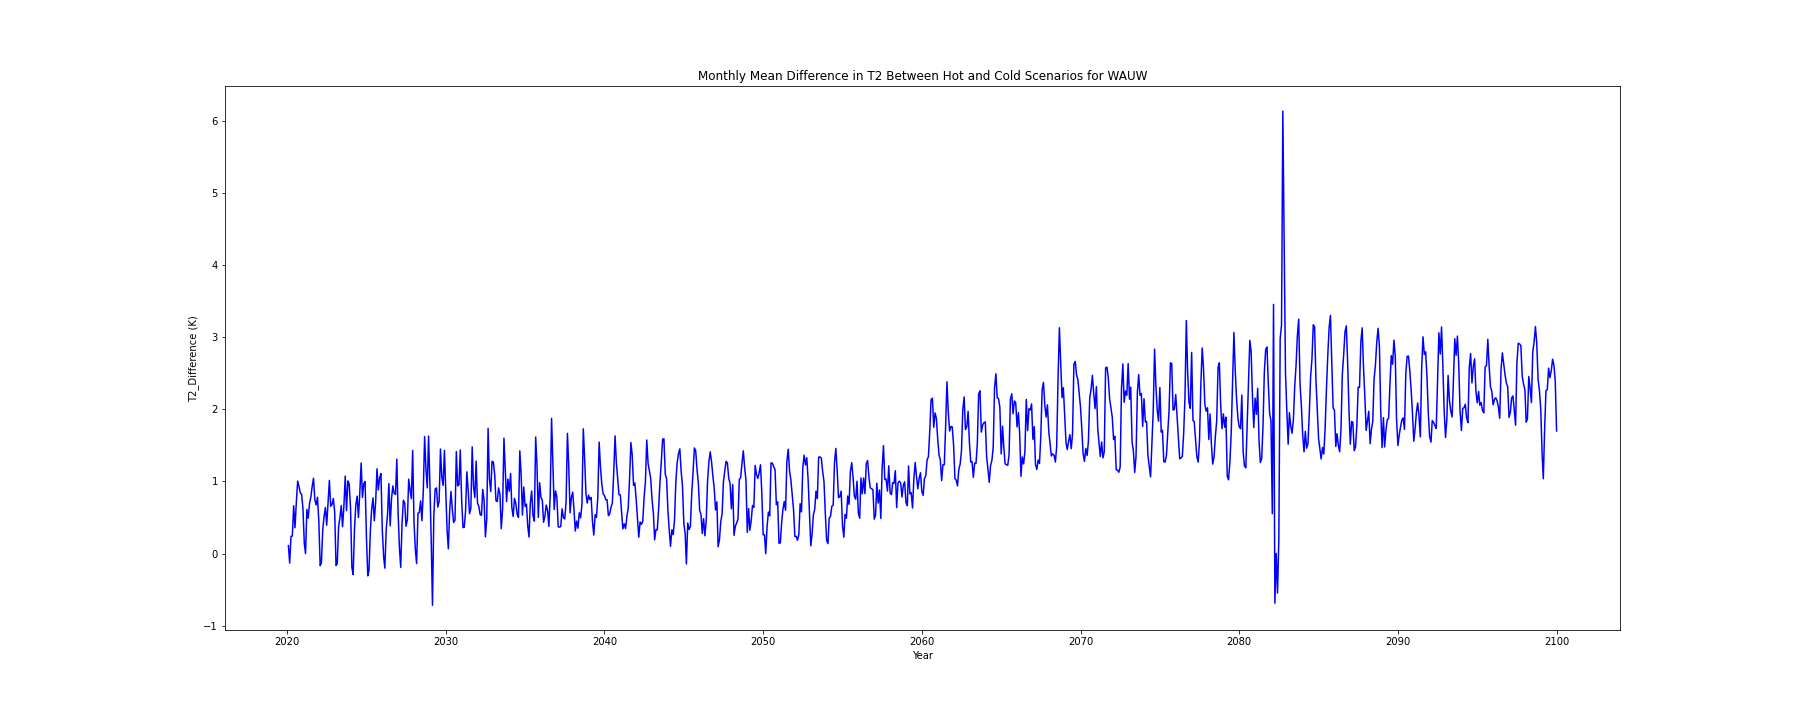 Monthly Mean Difference in T2 Between Hot and Cold Scenarios for WAUW
6
5
4
3
2
1
0
−1
T2_Difference (K)
2020 2030 2040 2050 2060 2070 2080 2090 2100
Year